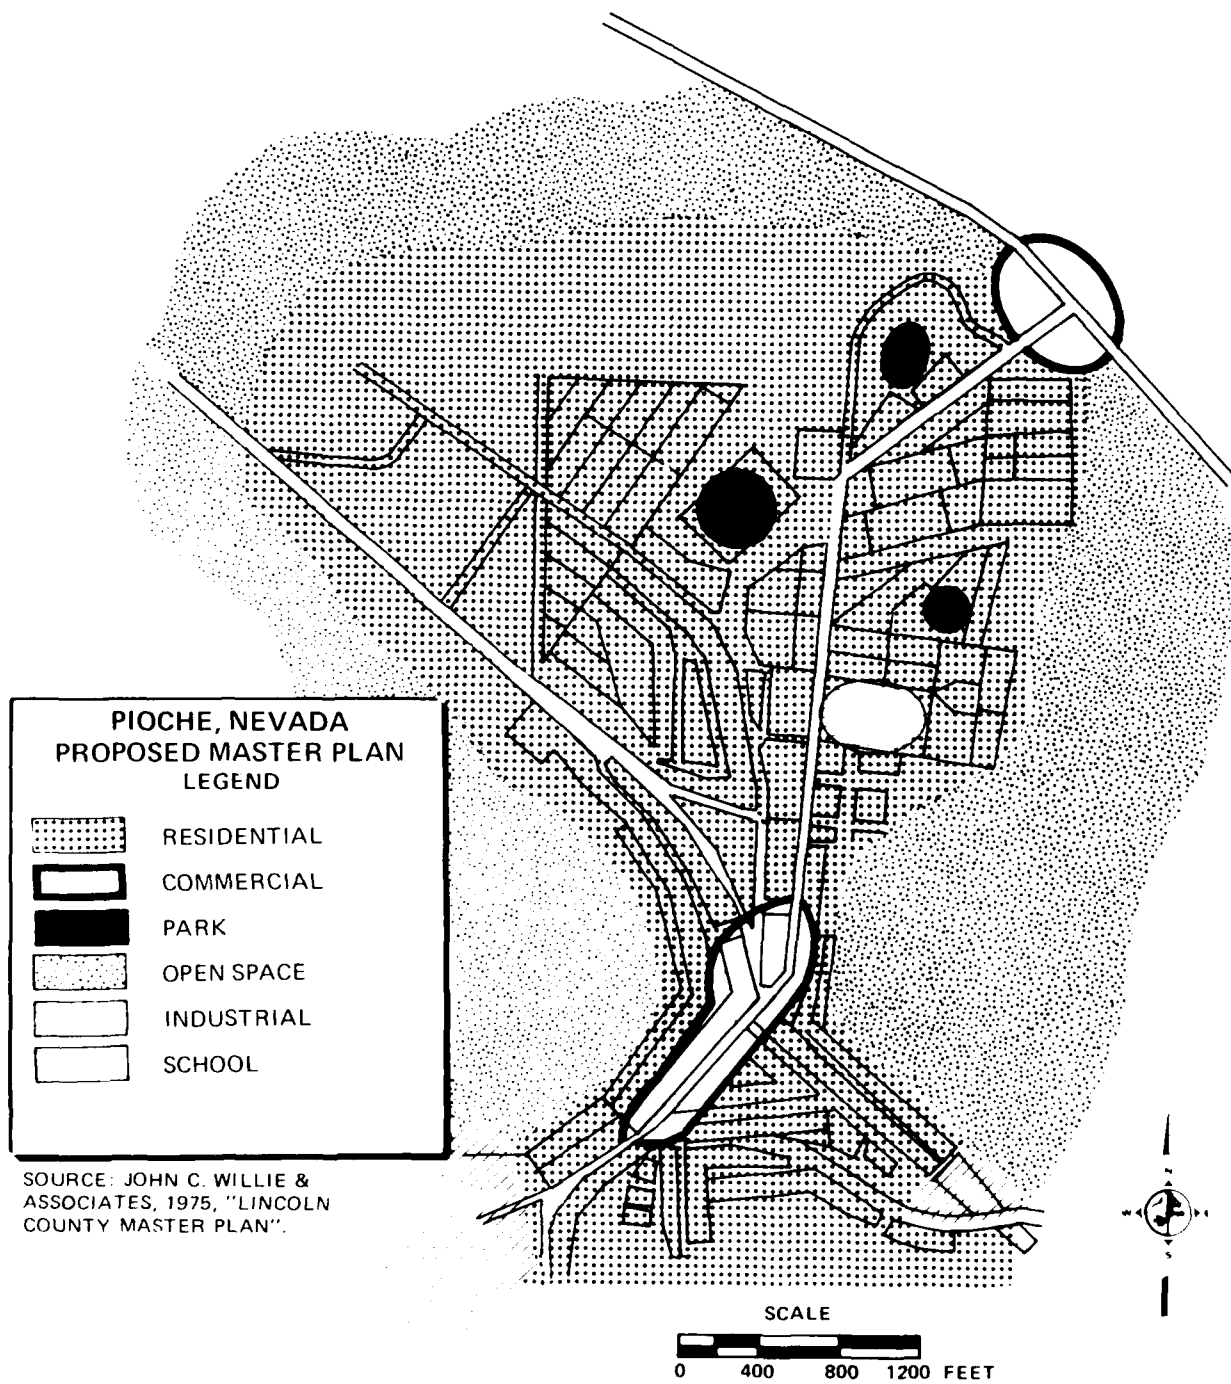 PIOCHE, NEVADA
PROPOSED MASTER PLAN
LEGEND
RESIDENTIAL
COMMERCIAL
PARK
OPEN SPACE
INDUSTRIAL
SCHOOL
SOURCE: JOHN C. WILLIE &
ASSOCIATES, 1975, "LINCOLN
COUNTY MASTER PLAN".
N
W E
S
SCALE
0 400 800 1200 FEET